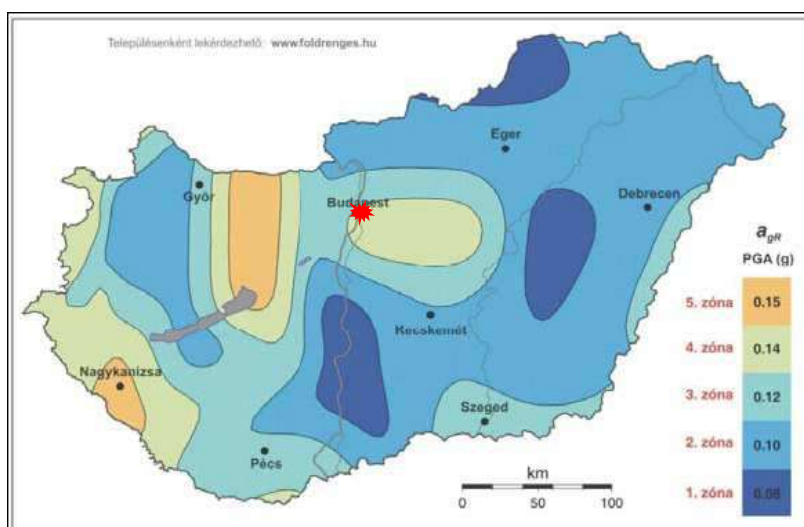 Településenként lekérdezhető: www.foldrenges.hu
Eger
Győr
Budapest
Debrecen
a_gR
PGA (g)
5. zóna 0.15
Kecskemét
4. zóna 0.14
Nagykanizsa
3. zóna 0.12
Szeged
2. zóna 0.10
Pécs
km
1. zóna 0.08
0 50 100